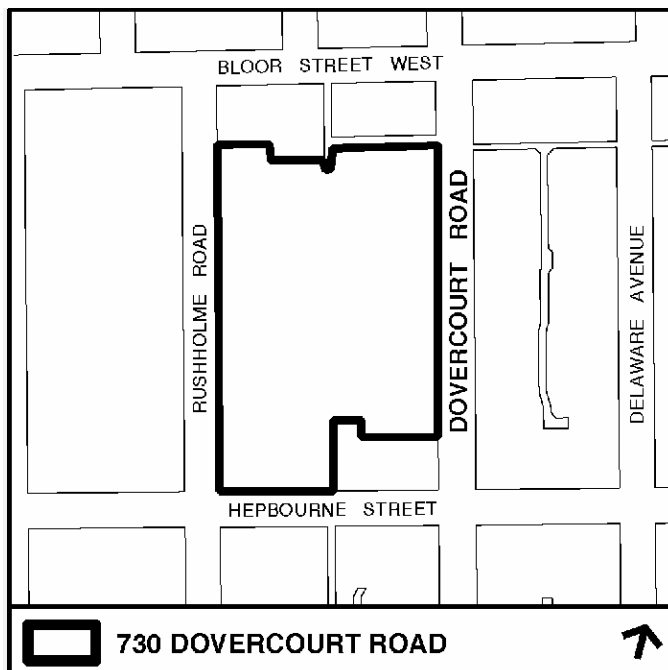 BLOOR STREET WEST
RUSHHOLME ROAD
DOVERCOURT ROAD
DELAWARE AVENUE
HEPBOURNE STREET
730 DOVERCOURT ROAD